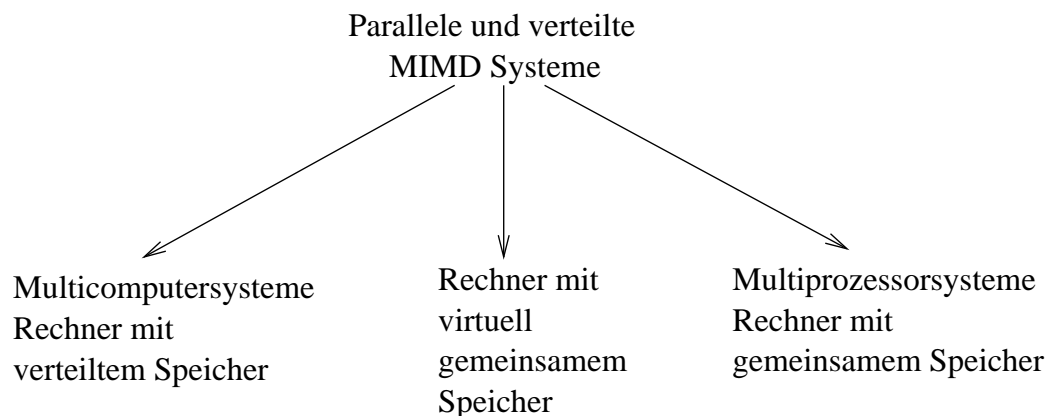 Parallele und verteilte
MIMD Systeme
Multicomputersysteme
Rechner mit
verteiltem Speicher
Rechner mit
virtuell
gemeinsamem
Speicher
Multiprozessorsysteme
Rechner mit
gemeinsamem Speicher